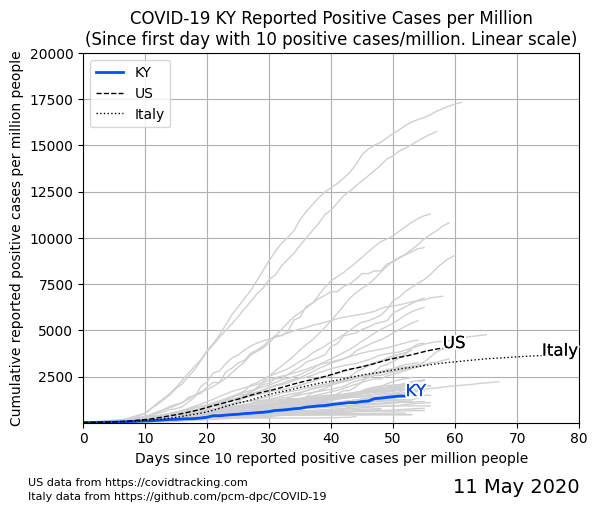 COVID-19 KY Reported Positive Cases per Million
(Since first day with 10 positive cases/million. Linear scale)
Cumulative reported positive cases per million people
20000
17500
15000
12500
10000
7500
5000
2500
KY
US
Italy
US
Italy
KY
0 10 20 30 40 50 60 70 80
Days since 10 reported positive cases per million people
US data from https://covidtracking.com
Italy data from https://github.com/pcm-dpc/COVID-19
11 May 2020